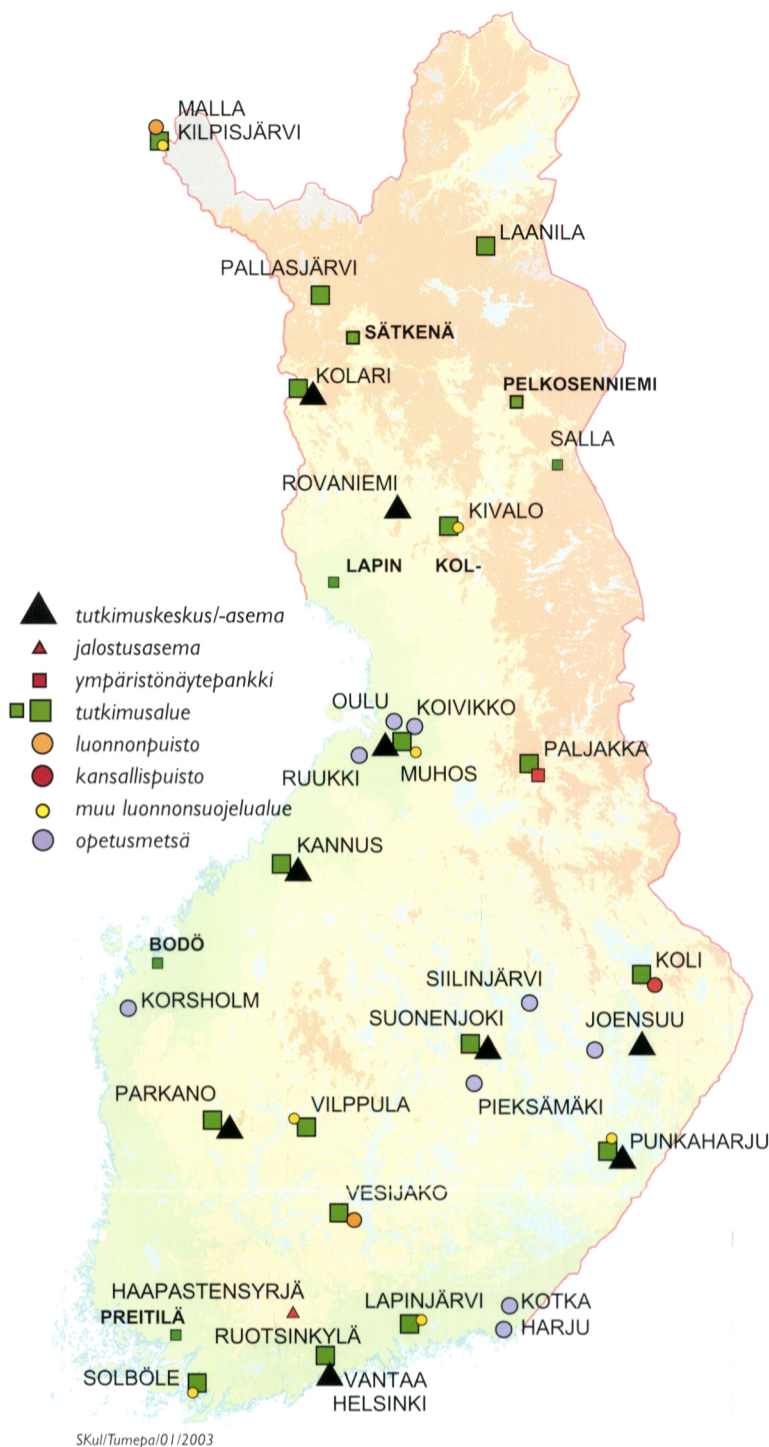 MALLA
KILPISJÄRVI
LAANILA
PALLASJÄRVI
SÄTKENÄ
KOLARI
PELKOSENNIEMI
SALLA
ROVANIEMI
KIVALO
LAPIN KOL-
tutkimuskeskus/-asema
jalostusasema
ympäristönäytepankki
tutkimusalue
luonnonpuisto
kansallispuisto
muu luonnonsuojelualue
opetusmetsä
OULU
KOIVIKKO
RUUKKI
MUHOS
PALJAKKA
KANNUS
BODÖ
KORSHOLM
KOLI
SIILINJÄRVI
SUONENJOKI
JOENSUU
PIEKSÄMÄKI
PARKANO
VILPPULA
PUNKAHARJU
VESIJAKO
HAAPASTENSYRJÄ
PREITILÄ
LAPINJÄRVI
KOTKA
HARJU
RUOTSINKYLÄ
SOLBÖLE
VANTAA
HELSINKI
SKul/Tumepa/01/2003